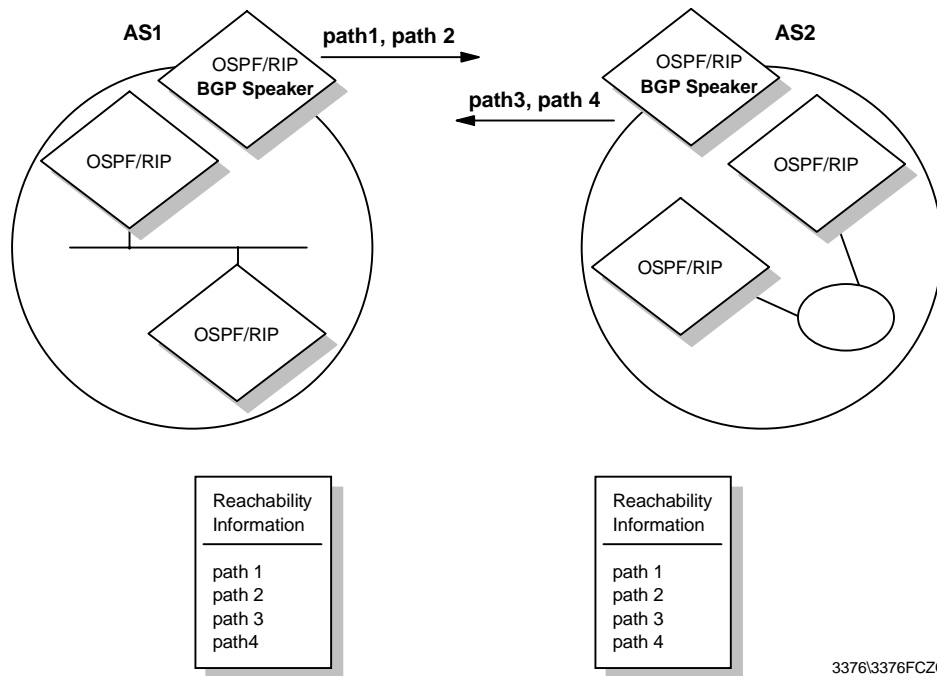 AS1
path1, path 2
AS2
OSPF/RIP
BGP Speaker
OSPF/RIP
BGP Speaker
path3, path 4
OSPF/RIP
OSPF/RIP
OSPF/RIP
OSPF/RIP
Reachability
Information
path 1
path 2
path 3
path4
Reachability
Information
path 1
path 2
path 3
path 4